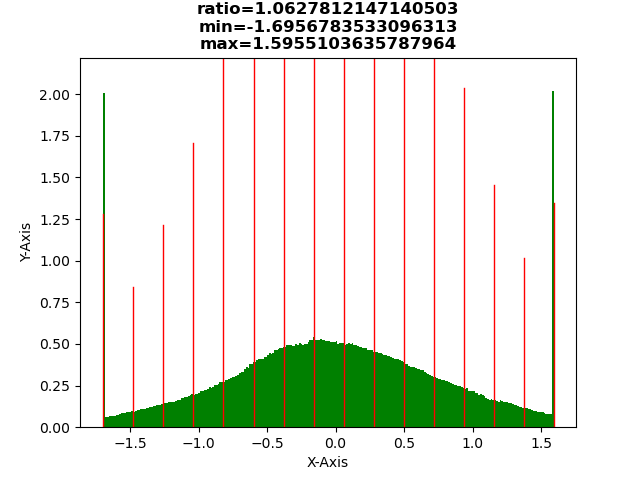 ratio=1.0627812147140503
min=-1.6956783533096313
max=1.5955103635787964
2.00
1.75
1.50
1.25
1.00
0.75
0.50
0.25
0.00
Y-Axis
−1.5 −1.0 −0.5 0.0 0.5 1.0 1.5
X-Axis